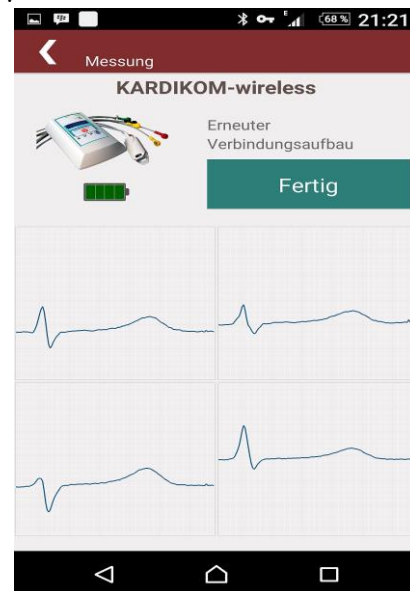 68 % 21:21
Messung
KARDIKOM-wireless
Erneuter
Verbindungsaufbau
Fertig